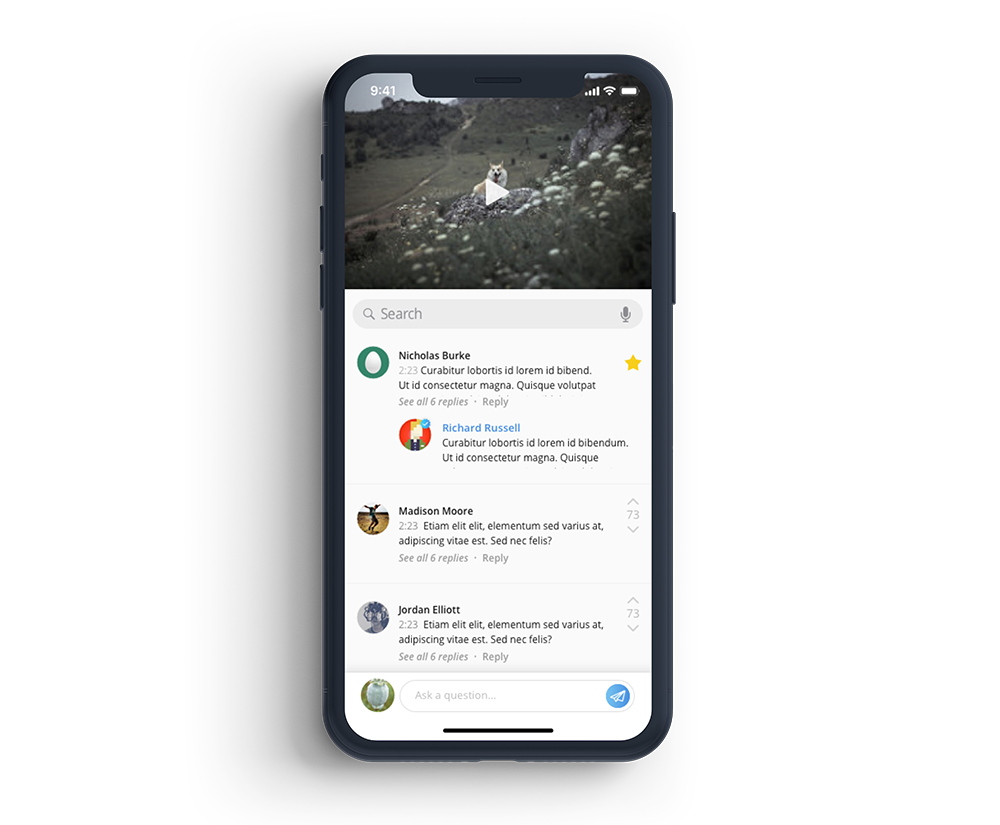 9:41
Search
Nicholas Burke
2:23 Curabitur lobortis id lorem id bibend.
Ut id consectetur magna. Quisque volutpat
See all 6 replies · Reply
Richard Russell
Curabitur lobortis id lorem id bibendum.
Ut id consectetur magna. Quisque
Madison Moore
73
2:23 Etiam elit elit, elementum sed varius at,
adipiscing vitae est. Sed nec felis?
See all 6 replies · Reply
Jordan Elliott
73
2:23 Etiam elit elit, elementum sed varius at,
adipiscing vitae est. Sed nec felis?
See all 6 replies · Reply
Ask a question...